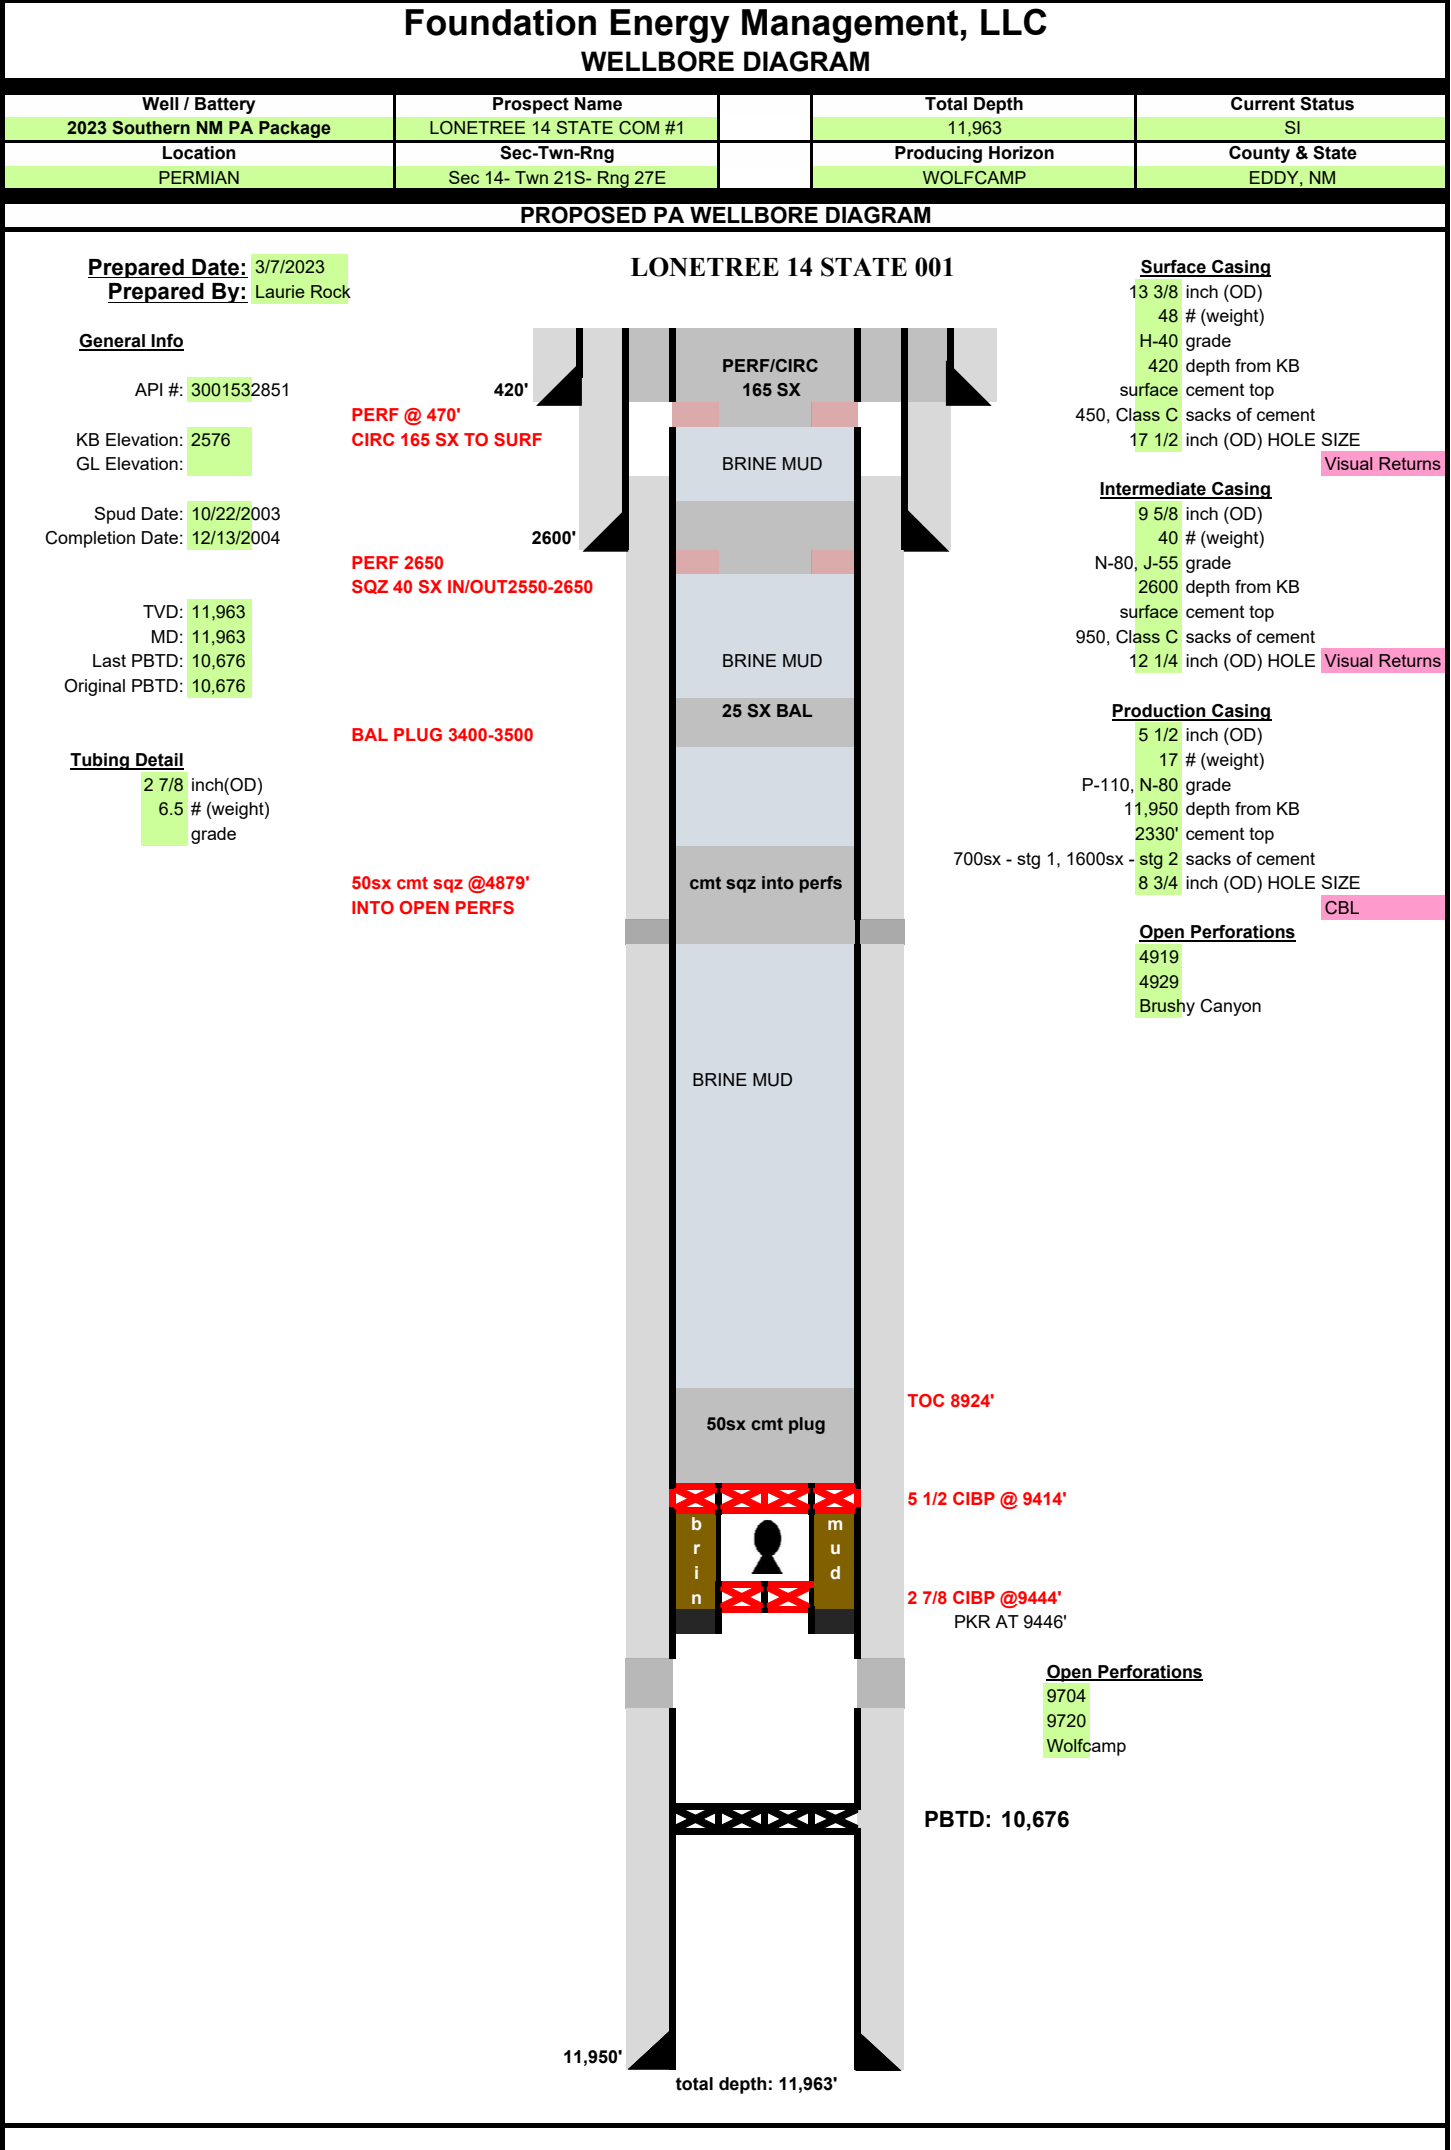 Foundation Energy Management, LLC
WELLBORE DIAGRAM
Well / Battery Prospect Name Total Depth Current Status
2023 Southern NM PA Package LONETREE 14 STATE COM #1 11,963 SI
Location Sec-Twn-Rng Producing Horizon County & State
PERMIAN Sec 14- Twn 21S- Rng 27E WOLFCAMP EDDY, NM
PROPOSED PA WELLBORE DIAGRAM
Prepared Date: 3/7/2023
Prepared By: Laurie Rock
General Info
API #: 3001532851
KB Elevation: 2576
GL Elevation:
Spud Date: 10/22/2003
Completion Date: 12/13/2004
TVD: 11,963
MD: 11,963
Last PBTD: 10,676
Original PBTD: 10,676
Tubing Detail
2 7/8 inch(OD)
6.5 # (weight)
grade
LONETREE 14 STATE 001
PERF/CIRC
165 SX
420'
PERF @ 470'
CIRC 165 SX TO SURF
BRINE MUD
2600'
PERF 2650
SQZ 40 SX IN/OUT2550-2650
BRINE MUD
25 SX BAL
BAL PLUG 3400-3500
50sx cmt sqz @4879'
INTO OPEN PERFS
cmt sqz into perfs
BRINE MUD
TOC 8924'
50sx cmt plug
5 1/2 CIBP @ 9414'
b
r
i
n
m
u
d
2 7/8 CIBP @9444'
PKR AT 9446'
Open Perforations
9704
9720
Wolfcamp
PBTD: 10,676
11,950'
total depth: 11,963'
Surface Casing
13 3/8 inch (OD)
48 # (weight)
H-40 grade
420 depth from KB
surface cement top
450, Class C sacks of cement
17 1/2 inch (OD) HOLE SIZE
Visual Returns
Intermediate Casing
9 5/8 inch (OD)
40 # (weight)
N-80, J-55 grade
2600 depth from KB
surface cement top
950, Class C sacks of cement
12 1/4 inch (OD) HOLE Visual Returns
Production Casing
5 1/2 inch (OD)
17 # (weight)
P-110, N-80 grade
11,950 depth from KB
2330' cement top
700sx - stg 1, 1600sx - stg 2 sacks of cement
8 3/4 inch (OD) HOLE SIZE
CBL
Open Perforations
4919
4929
Brushy Canyon